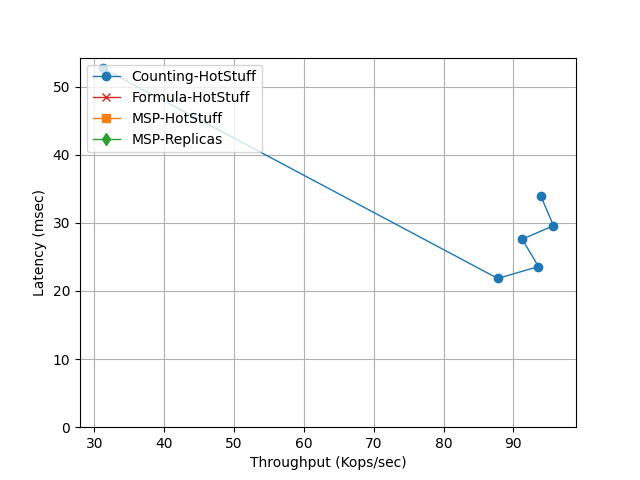 Counting-HotStuff
Formula-HotStuff
MSP-HotStuff
MSP-Replicas
50
40
30
20
10
0
Latency (msec)
30 40 50 60 70 80 90
Throughput (Kops/sec)